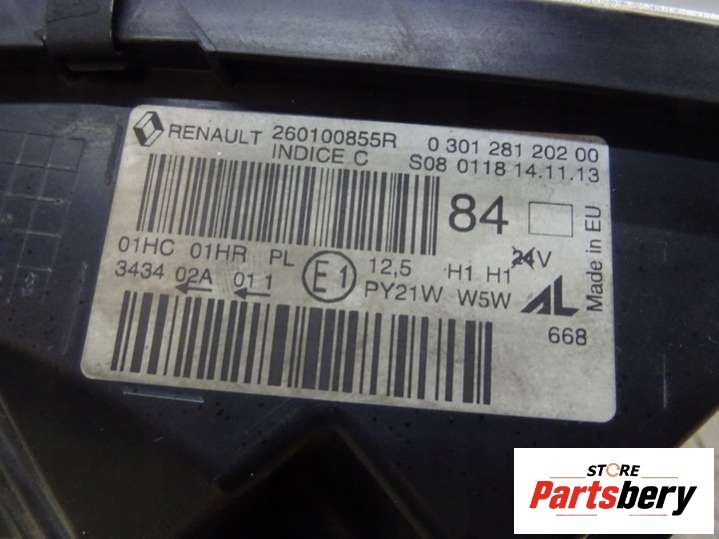 RENAULT 260100855R 0 301 281 202 00
INDICE C S08 0118 14.11.13
84
Made in EU
01HC 01HR PL E1 12,5 H1 H1 24V
3434 02A 01 1 PY21W W5W AL
668
STORE
Partsbery